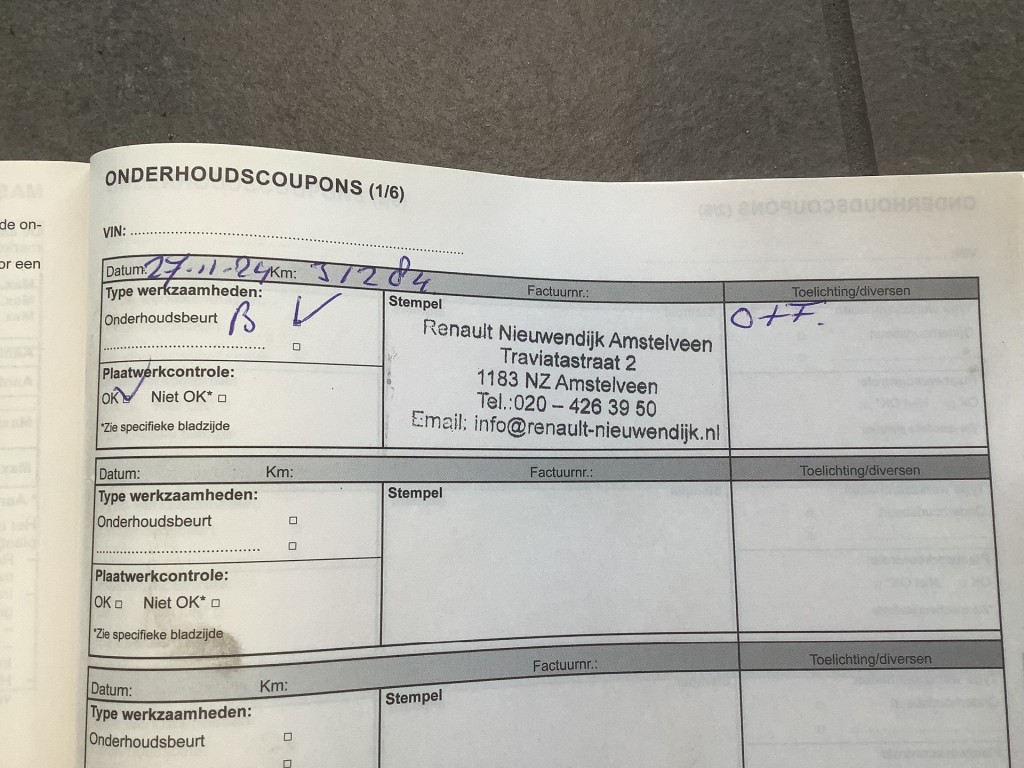 de on-
or een
ONDERHOUDSCOUPONS (1/6)
VIN:
Datum: 27-11-24 Km: 31284 Factuurnr.: Toelichting/diversen
Type werkzaamheden:
Onderhoudsbeurt B
Plaatwerkcontrole:
OK Niet OK*
*Zie specifieke bladzijde
Stempel
Renault Nieuwendijk Amstelveen
Traviatastraat 2
1183 NZ Amstelveen
Tel.:020 – 426 39 50
Email: info@renault-nieuwendijk.nl
Datum: Km: Factuurnr.: Toelichting/diversen
Type werkzaamheden:
Onderhoudsbeurt
Plaatwerkcontrole:
OK Niet OK*
*Zie specifieke bladzijde
Stempel
Datum: Km: Factuurnr.: Toelichting/diversen
Type werkzaamheden:
Onderhoudsbeurt
Stempel